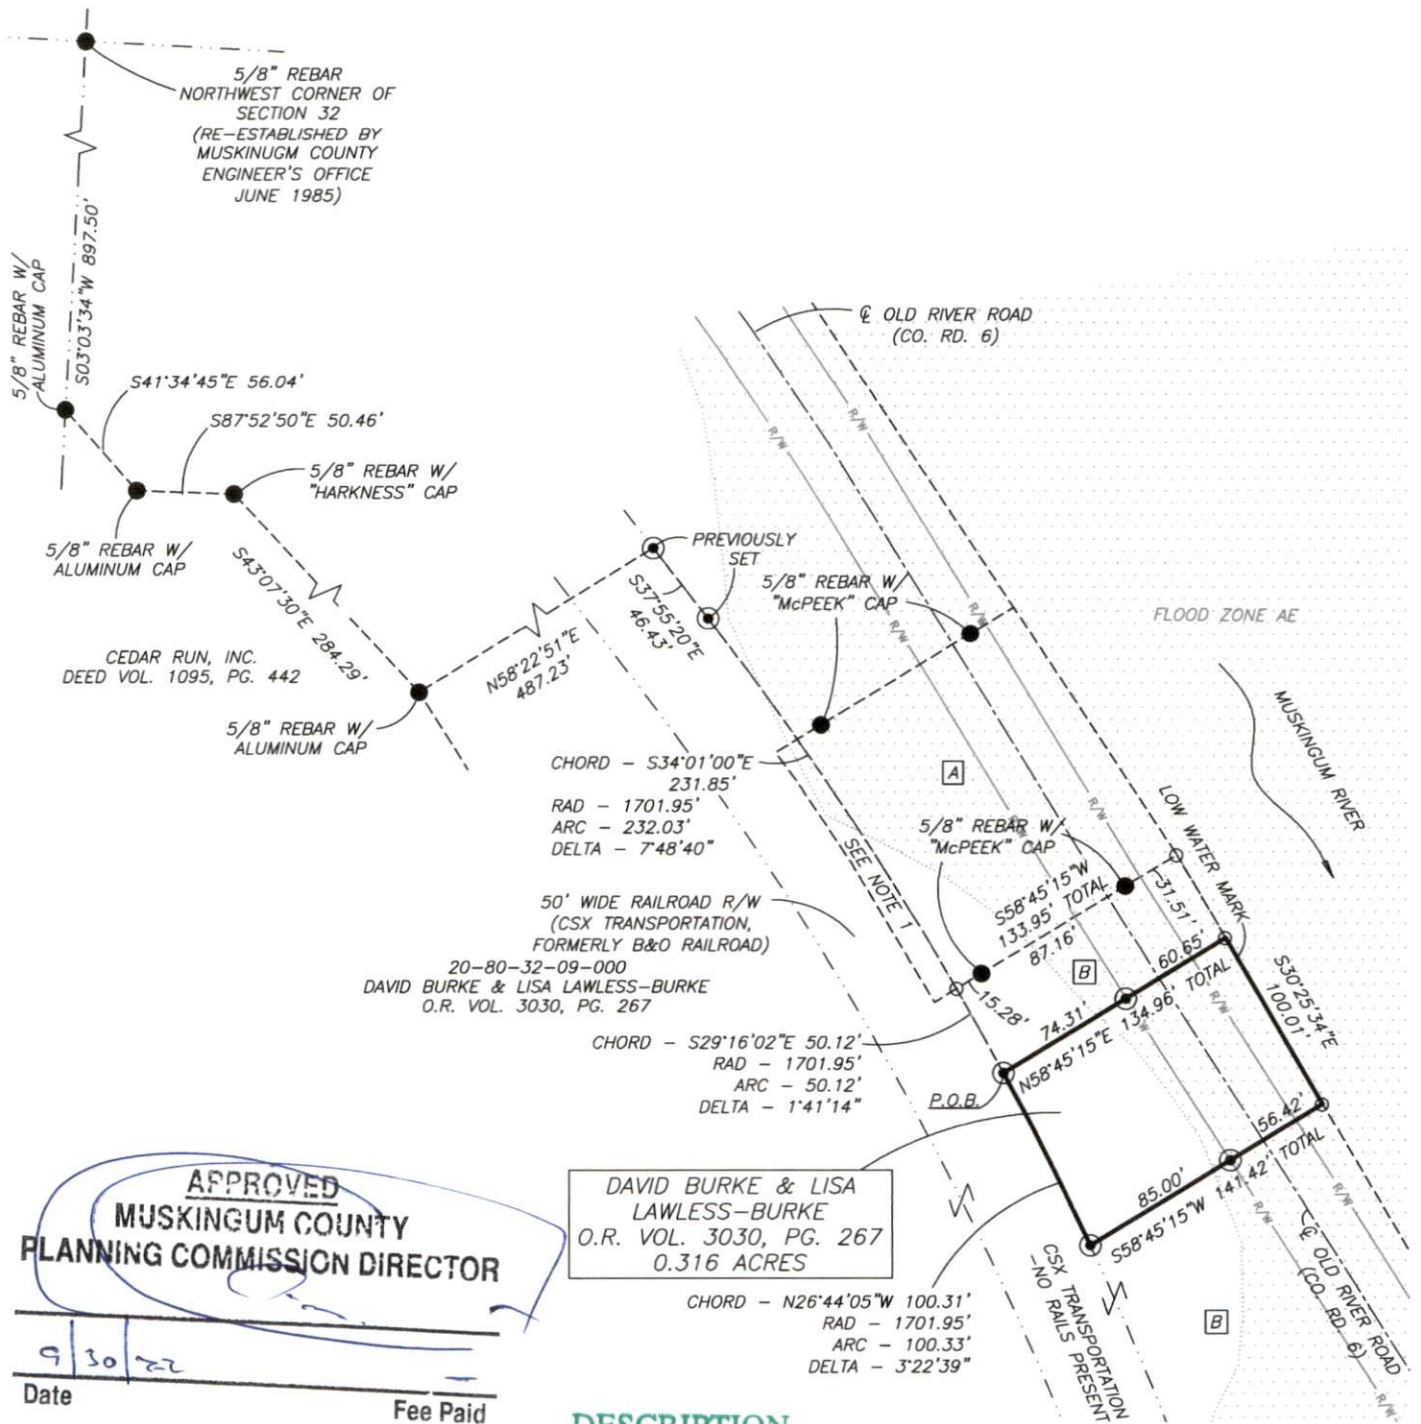 5/8" REBAR
NORTHWEST CORNER OF
SECTION 32
(RE-ESTABLISHED BY
MUSKINUGM COUNTY
ENGINEER'S OFFICE
JUNE 1985)
S03°03'34"W 897.50'
5/8" REBAR W/
ALUMINUM CAP
S41°34'45"E 56.04'
S87°52'50"E 50.46'
5/8" REBAR W/
"HARKNESS" CAP
5/8" REBAR W/
ALUMINUM CAP
S43°07'30"E 284.29'
CEDAR RUN, INC.
DEED VOL. 1095, PG. 442
5/8" REBAR W/
ALUMINUM CAP
N58°22'51"E
487.23'
℄ OLD RIVER ROAD
(CO. RD. 6)
R/W
R/W
PREVIOUSLY
SET
S37°55'20"E
46.43'
5/8" REBAR W/
"McPEEK" CAP
R/W
R/W
FLOOD ZONE AE
MUSKINGUM RIVER
CHORD - S34°01'00"E
231.85'
RAD - 1701.95'
ARC - 232.03'
DELTA - 7°48'40"
A
SEE NOTE 1
5/8" REBAR W/
"McPEEK" CAP
R/W
R/W
LOW WATER MARK
50' WIDE RAILROAD R/W
(CSX TRANSPORTATION,
FORMERLY B&O RAILROAD)
20-80-32-09-000
DAVID BURKE & LISA LAWLESS-BURKE
O.R. VOL. 3030, PG. 267
S58°45'15"W
133.95' TOTAL
87.16'
31.51'
15.28'
B
60.65'
74.31'
N58°45'15"E 134.96' TOTAL
R/W
R/W
S30°25'34"E
100.01'
CHORD - S29°16'02"E 50.12'
RAD - 1701.95'
ARC - 50.12'
DELTA - 1°41'14"
P.O.B.
56.42'
85.00'
S58°45'15"W 141.42' TOTAL
R/W
R/W
DAVID BURKE & LISA
LAWLESS-BURKE
O.R. VOL. 3030, PG. 267
0.316 ACRES
CHORD - N26°44'05"W 100.31'
RAD - 1701.95'
ARC - 100.33'
DELTA - 3°22'39"
CSX TRANSPORTATION
-NO RAILS PRESENT
B
℄ OLD RIVER ROAD
(CO. RD. 6)
R/W
APPROVED
MUSKINGUM COUNTY
PLANNING COMMISSION DIRECTOR
9/30/22
Date
Fee Paid
DESCRIPTION